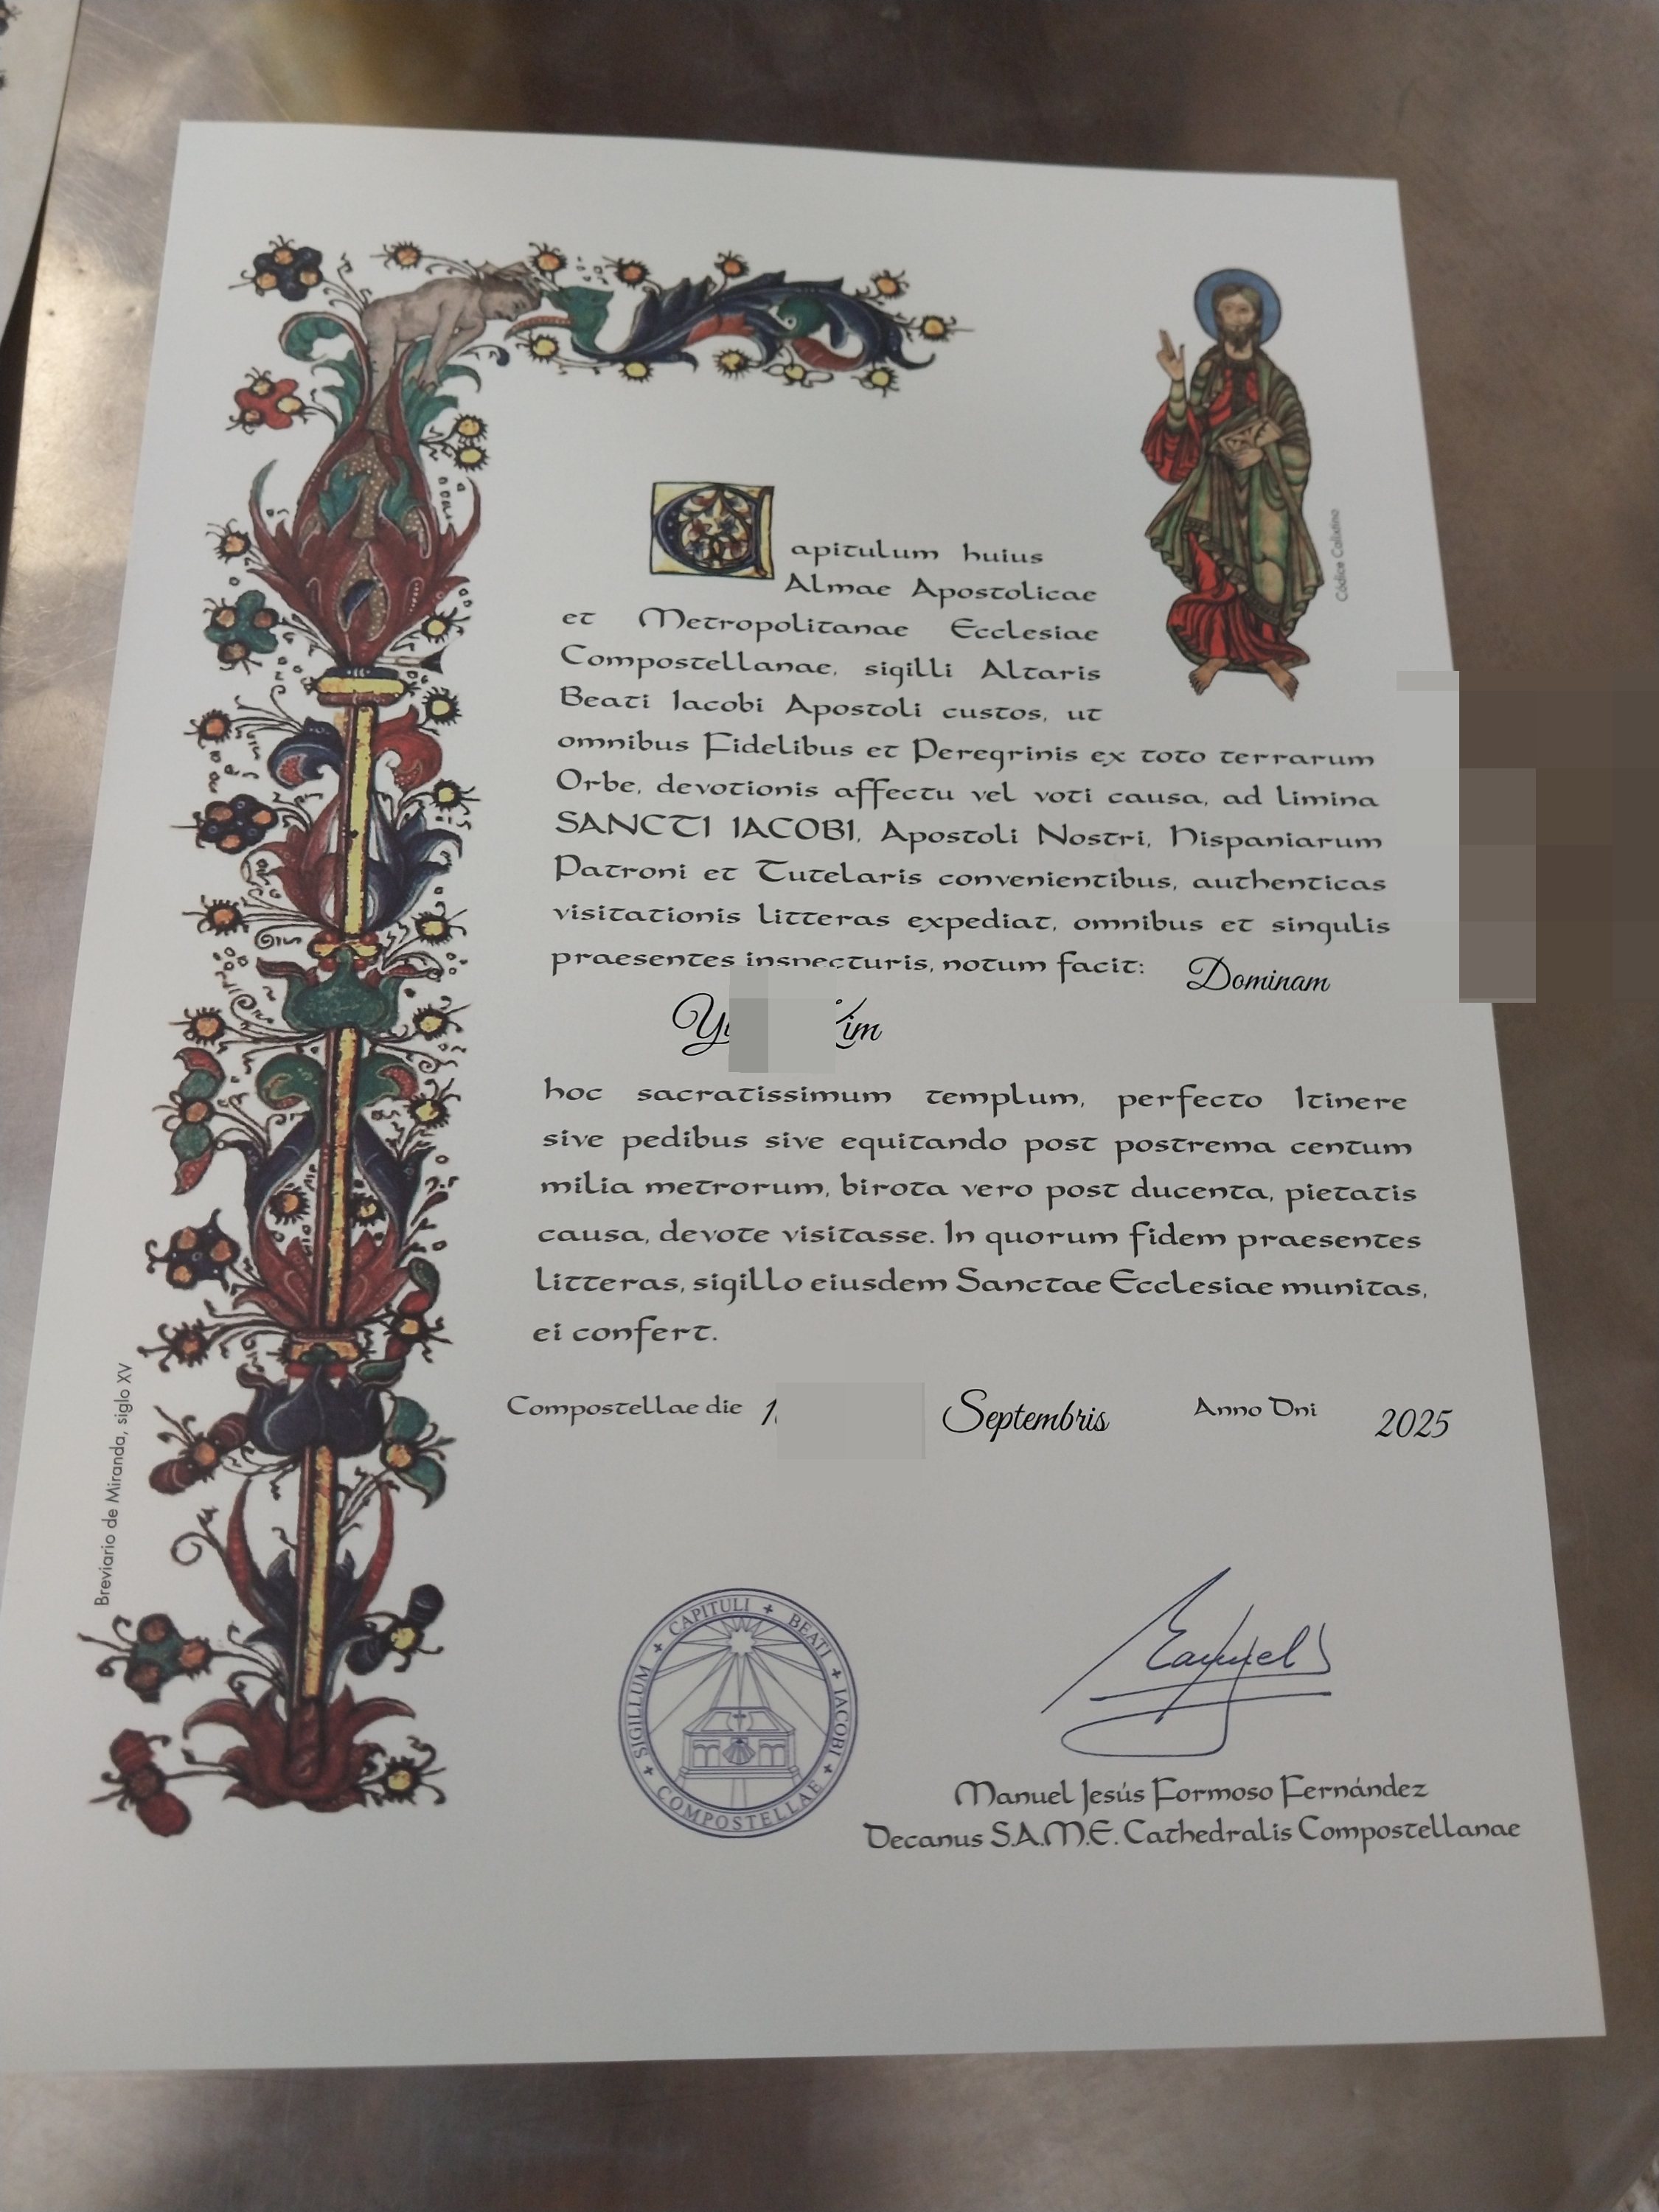 Capitulum huius
Almae Apostolicae
et Metropolitanae Ecclesiae
Compostellanae, sigilli Altaris
Beati Iacobi Apostoli custos, ut
omnibus Fidelibus et Peregrinis ex toto terrarum
Orbe, devotionis affectu vel voti causa, ad limina
SANCTI IACOBI, Apostoli Nostri, Hispaniarum
Patroni et Tutelaris convenientibus, authenticas
visitationis litteras expediat, omnibus et singulis
praesentes inspecturis, notum facit: Dominam
hoc sacratissimum templum, perfecto Itinere
sive pedibus sive equitando post postrema centum
milia metrorum, birota vero post ducenta, pietatis
causa, devote visitasse. In quorum fidem praesentes
litteras, sigillo eiusdem Sanctae Ecclesiae munitas,
ei confert.
Compostellae die Septembris Anno Dni 2025
SIGILLUM + CAPITULI + BEATI + IACOBI + COMPOSTELLAE +
Manuel Jesús Formoso Fernández
Decanus S.A.M.E. Cathedralis Compostellanae
Códice Calixtino
Breviario de Miranda, siglo XV